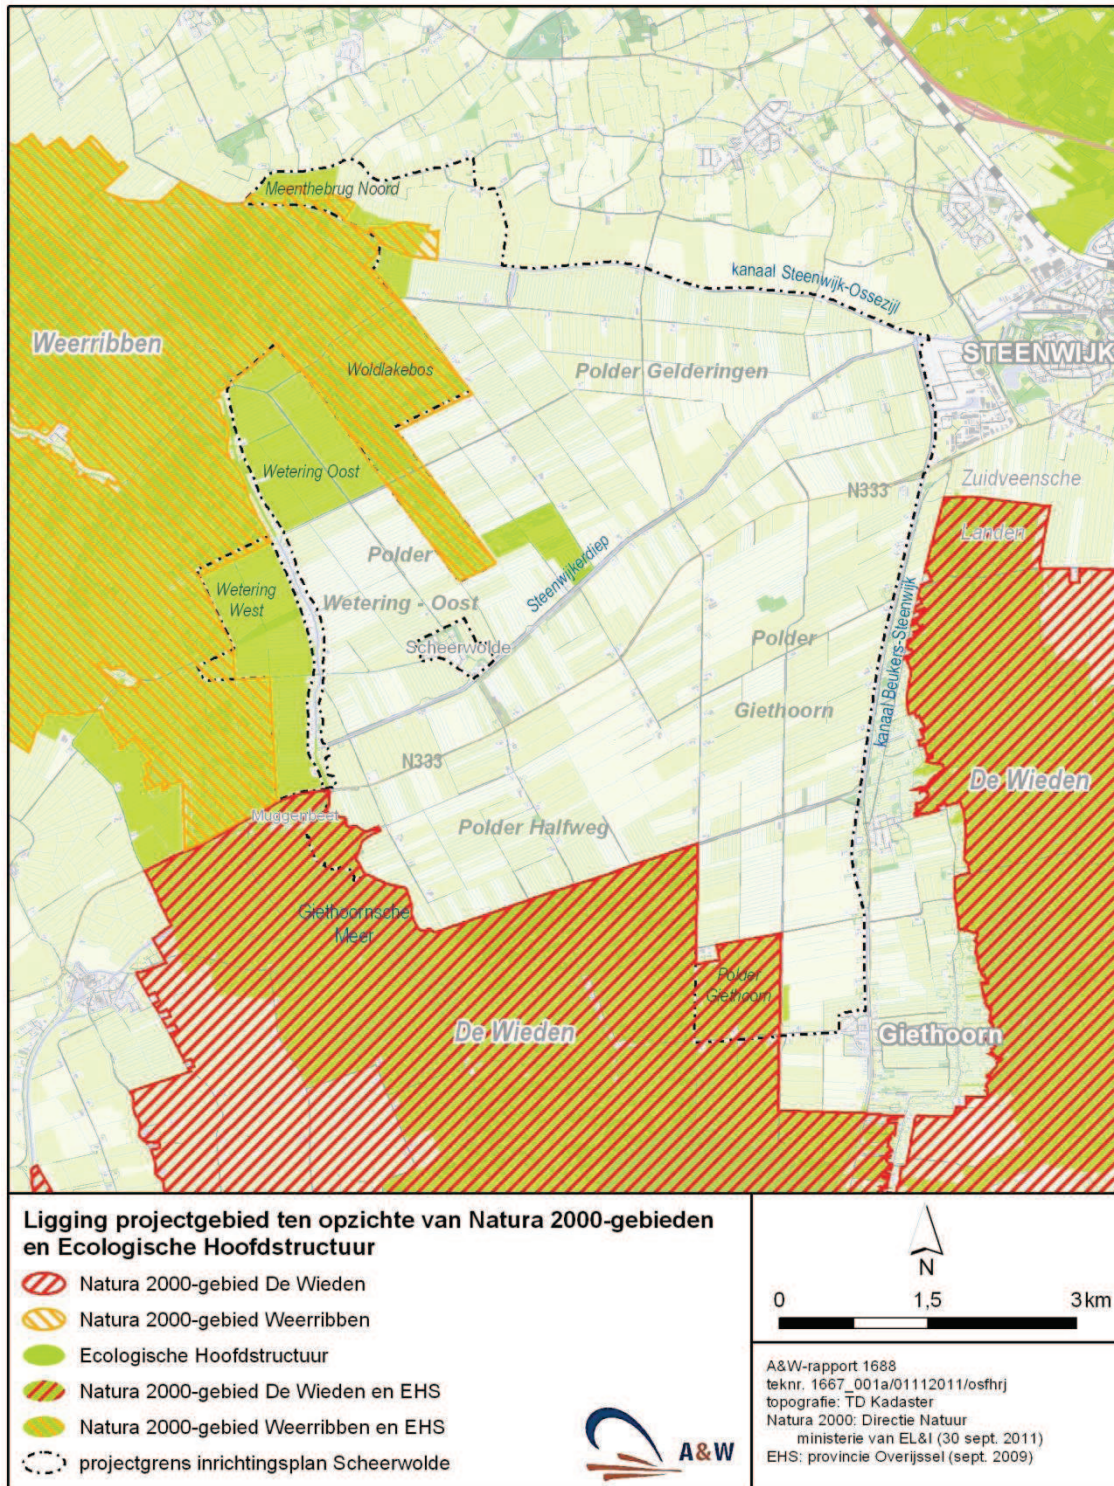 Meenthebrug Noord
kanaal Steenwijk-Ossezijl
Weerribben
Woldlakebos
Polder Gelderingen
STEENWIJK
Wetering Oost
N333
Zuidveensche
Landen
Polder
Steenwijkerdiep
Wetering
West
Wetering - Oost
Scheerwolde
Polder
Giethoorn
kanaal Beukers-Steenwijk
N333
De Wieden
Muggenbeet
Polder Halfweg
Giethoornsche
Meer
Polder
Giethoorn
De Wieden
Giethoorn
Ligging projectgebied ten opzichte van Natura 2000-gebieden
en Ecologische Hoofdstructuur
Natura 2000-gebied De Wieden
Natura 2000-gebied Weerribben
Ecologische Hoofdstructuur
Natura 2000-gebied De Wieden en EHS
Natura 2000-gebied Weerribben en EHS
projectgrens inrichtingsplan Scheerwolde
A&W
N
0 1,5 3 km
A&W-rapport 1688
teknr. 1667_001a/01112011/osfhrj
topografie: TD Kadaster
Natura 2000: Directie Natuur
ministerie van EL&I (30 sept. 2011)
EHS: provincie Overijssel (sept. 2009)